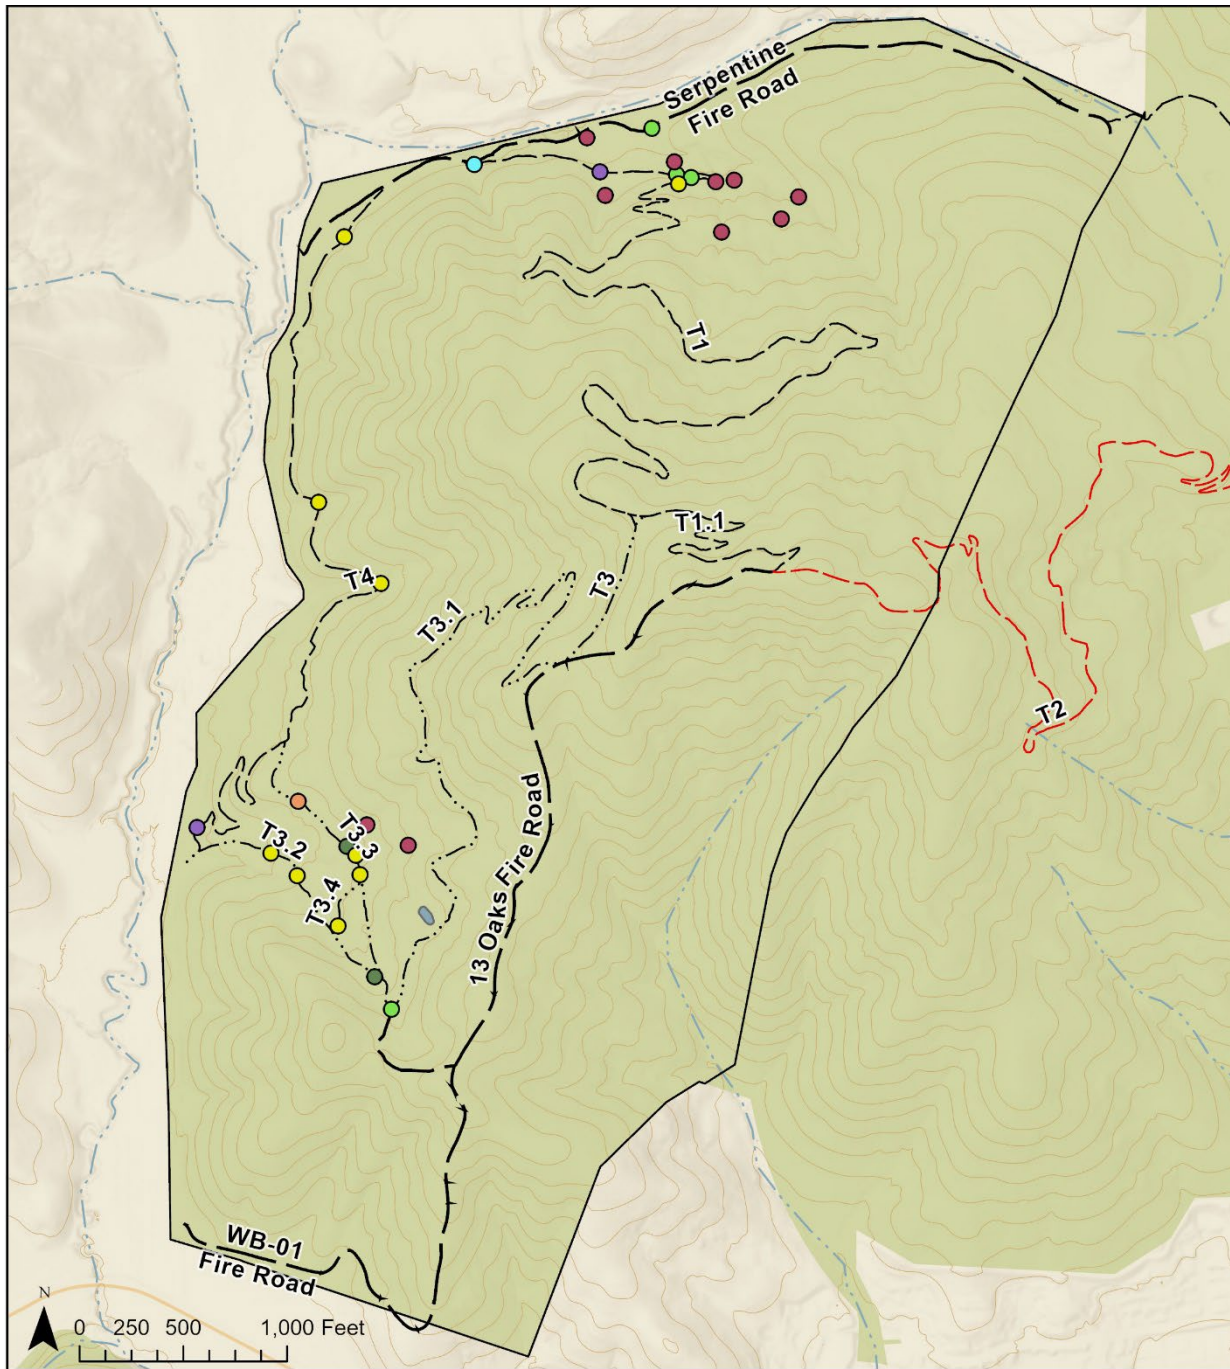 Serpentine
Fire Road
T1
T1.1
T3
T4
T3.1
T2
13 Oaks Fire Road
T3.3
T3.2
T3.4
WB-01
Fire Road
N
0 250 500 1,000 Feet